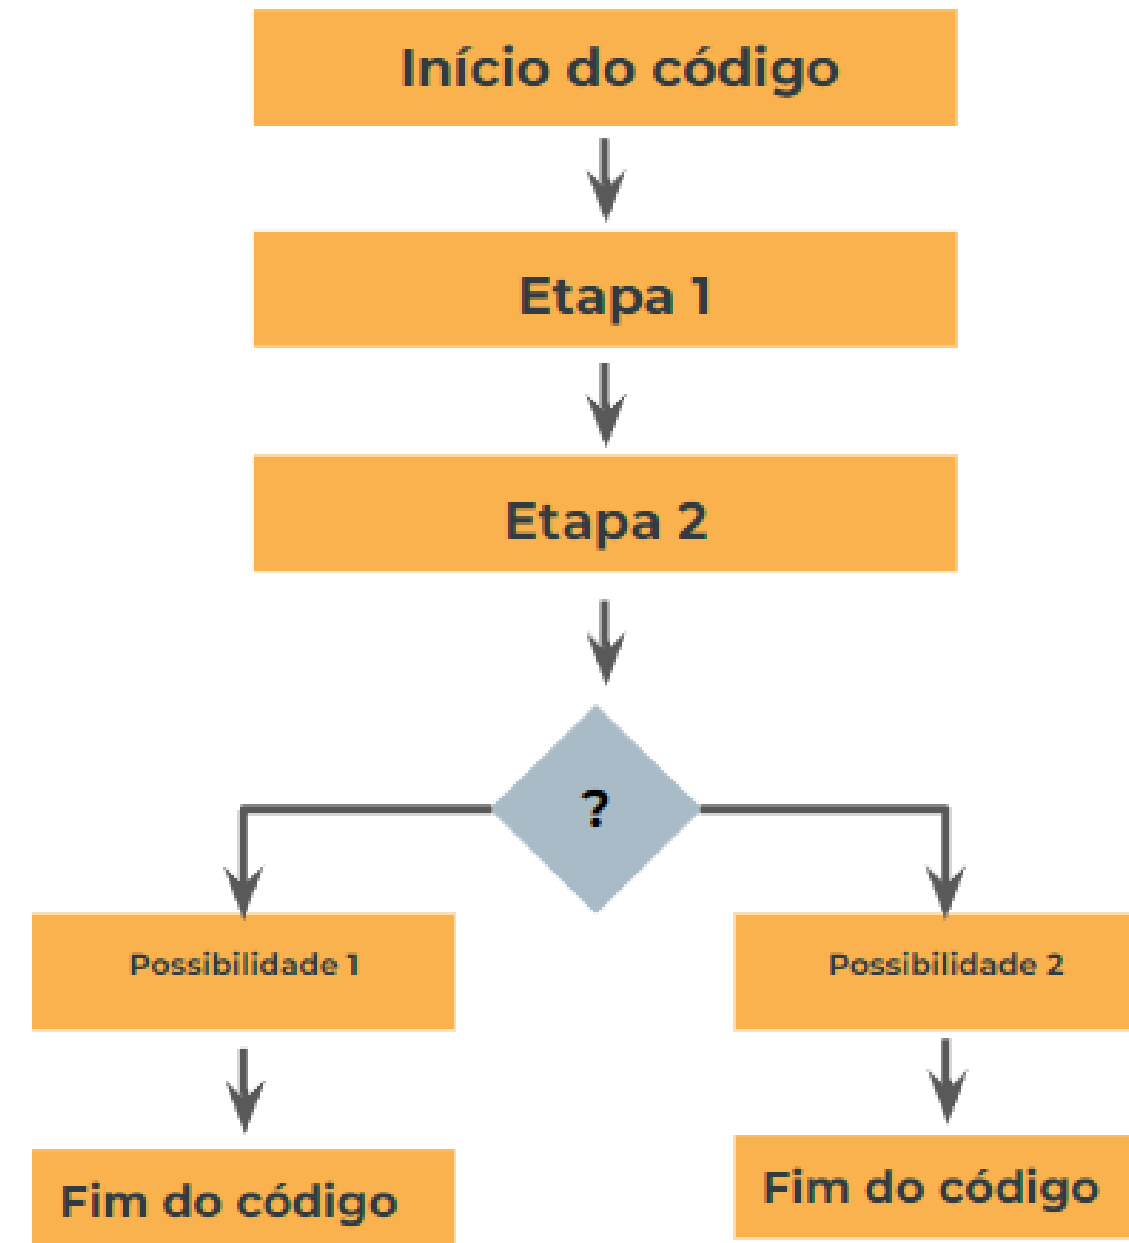 Início do código
Etapa 1
Etapa 2
?
Possibilidade 1
Possibilidade 2
Fim do código
Fim do código